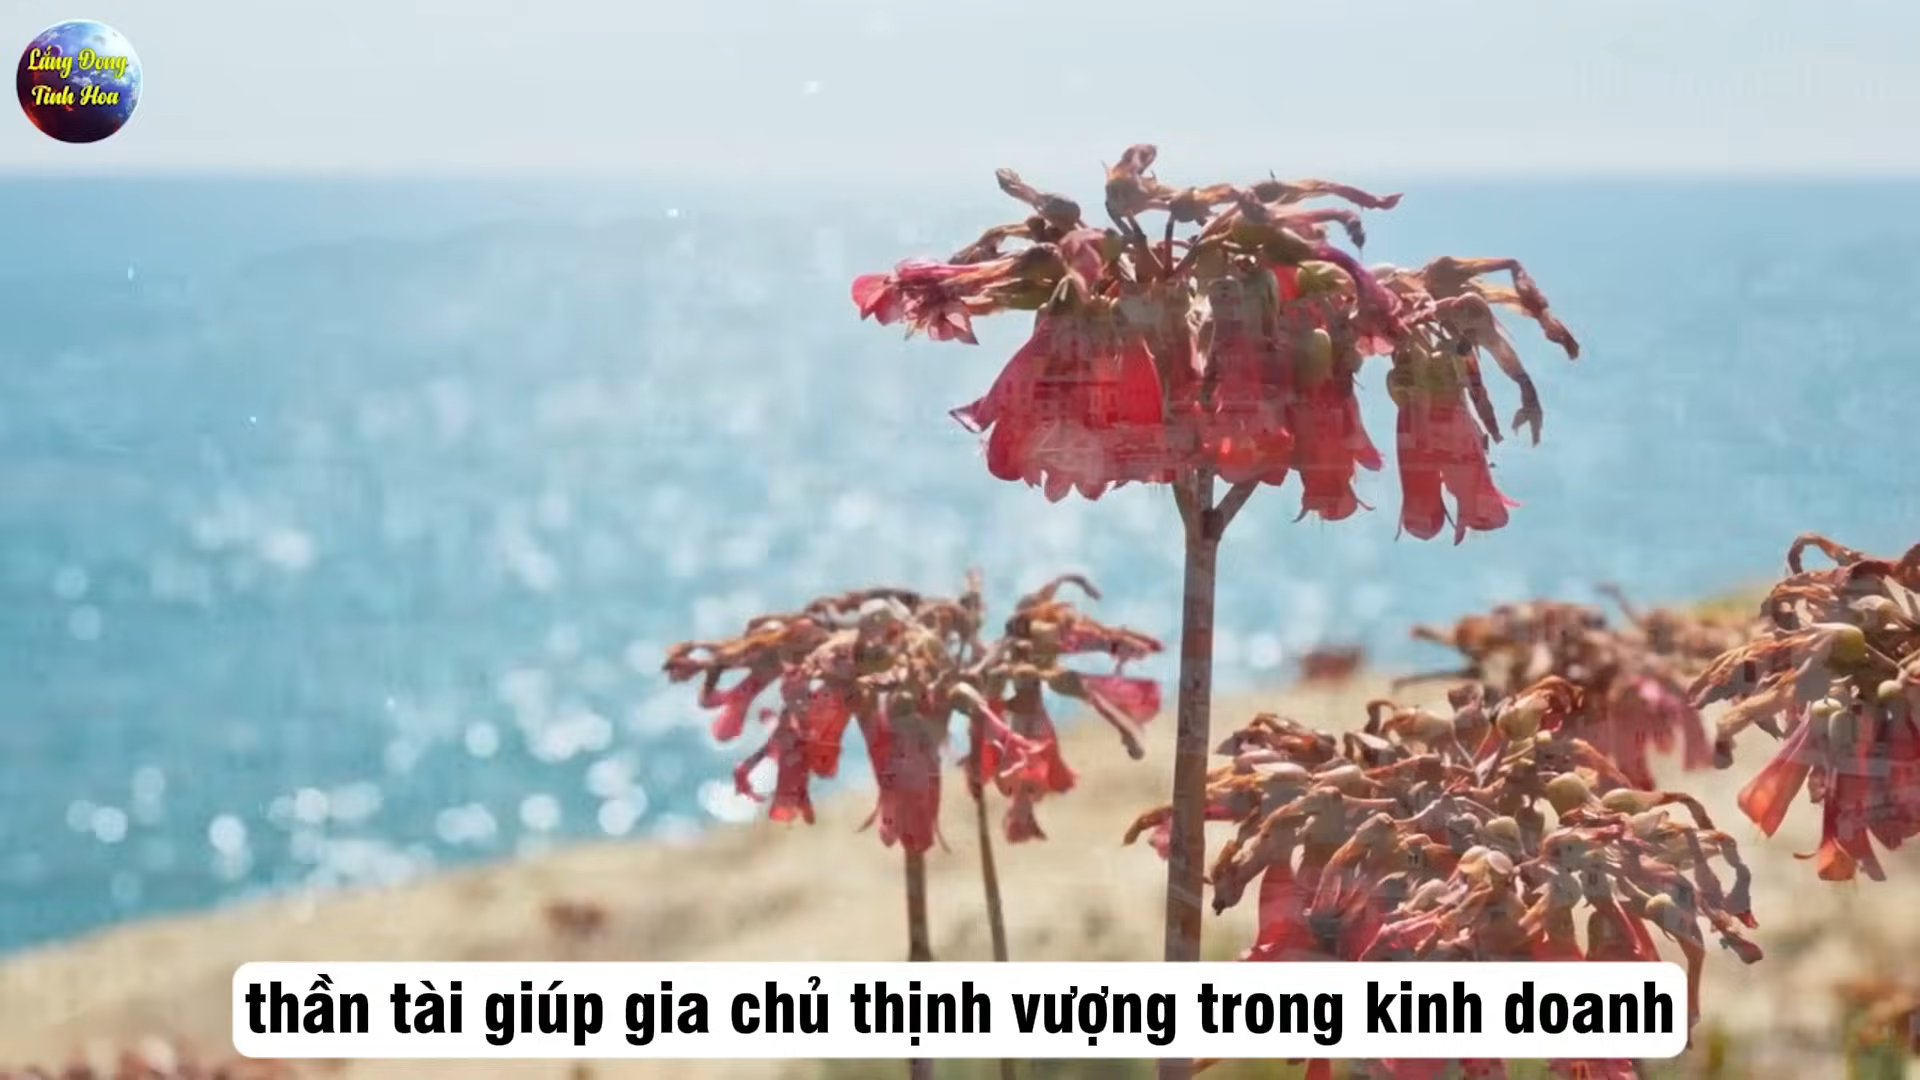 Lắng Đọng
Tinh Hoa
thần tài giúp gia chủ thịnh vượng trong kinh doanh